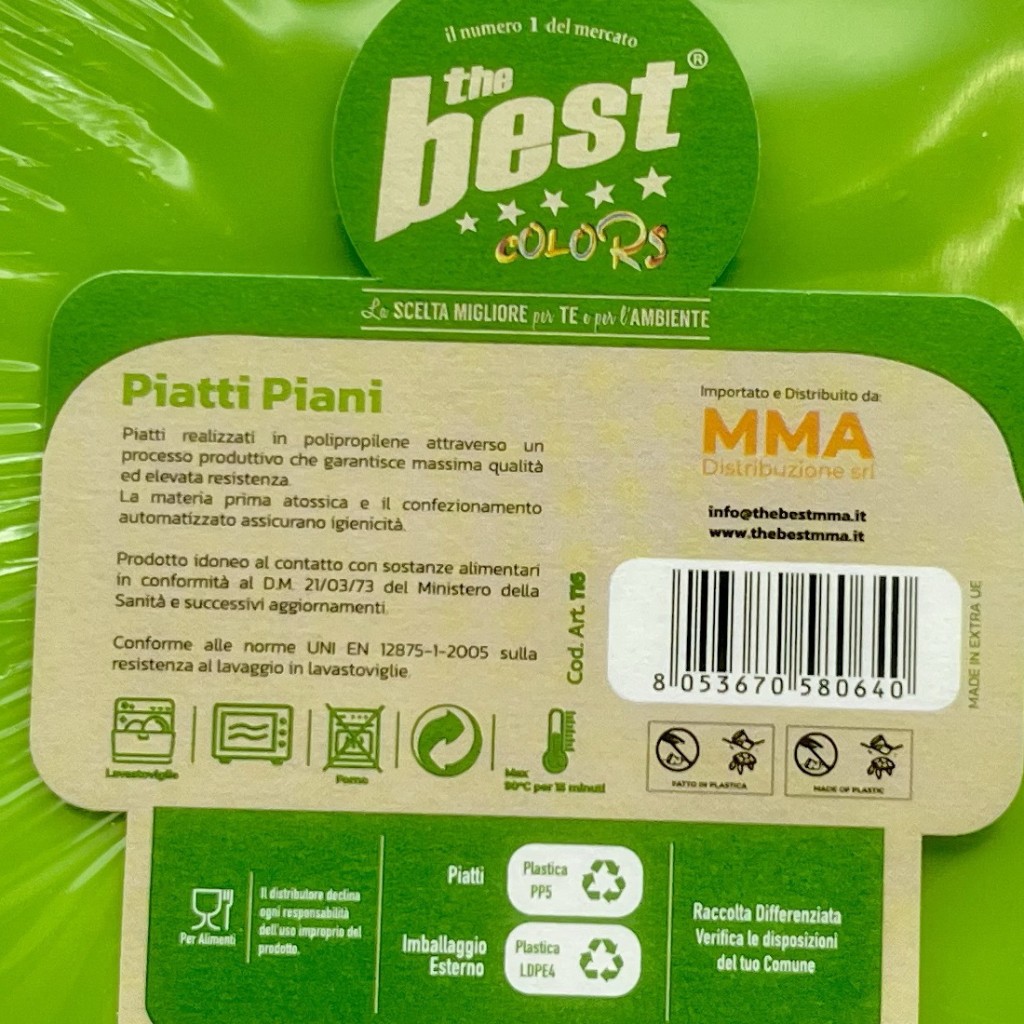 il numero 1 del mercato
the
best®
COLORS
La SCELTA MIGLIORE per TE e per l'AMBIENTE
Piatti Piani
Piatti realizzati in polipropilene attraverso un
processo produttivo che garantisce massima qualità
ed elevata resistenza.
La materia prima atossica e il confezionamento
automatizzato assicurano igienicità.
Prodotto idoneo al contatto con sostanze alimentari
in conformità al D.M. 21/03/73 del Ministero della
Sanità e successivi aggiornamenti.
Conforme alle norme UNI EN 12875-1-2005 sulla
resistenza al lavaggio in lavastoviglie.
Lavastoviglie
Forno
Max
90°C per 15 minuti
Cod. Art. 116
Importato e Distribuito da:
MMA
Distribuzione srl
info@thebestmma.it
www.thebestmma.it
8 053670 580640
MADE IN EXTRA UE
FATTO IN PLASTICA
MADE OF PLASTIC
Per Alimenti
Il distributore declina
ogni responsabilità
dell'uso improprio del
prodotto.
Piatti
Plastica
PP5
Imballaggio
Esterno
Plastica
LDPE4
Raccolta Differenziata
Verifica le disposizioni
del tuo Comune